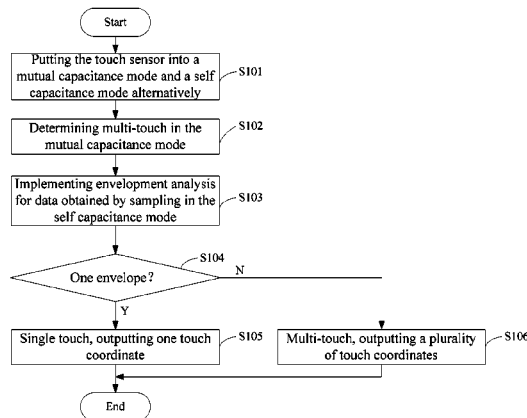 Start
Putting the touch sensor into a
mutual capacitance mode and a self
capacitance mode alternatively
S101
Determining multi-touch in the
mutual capacitance mode
S102
Implementing envelopment analysis
for data obtained by sampling in the
self capacitance mode
S103
One envelope?
S104
N
Y
Single touch, outputting one touch
coordinate
S105
Multi-touch, outputting a plurality
of touch coordinates
S106
End